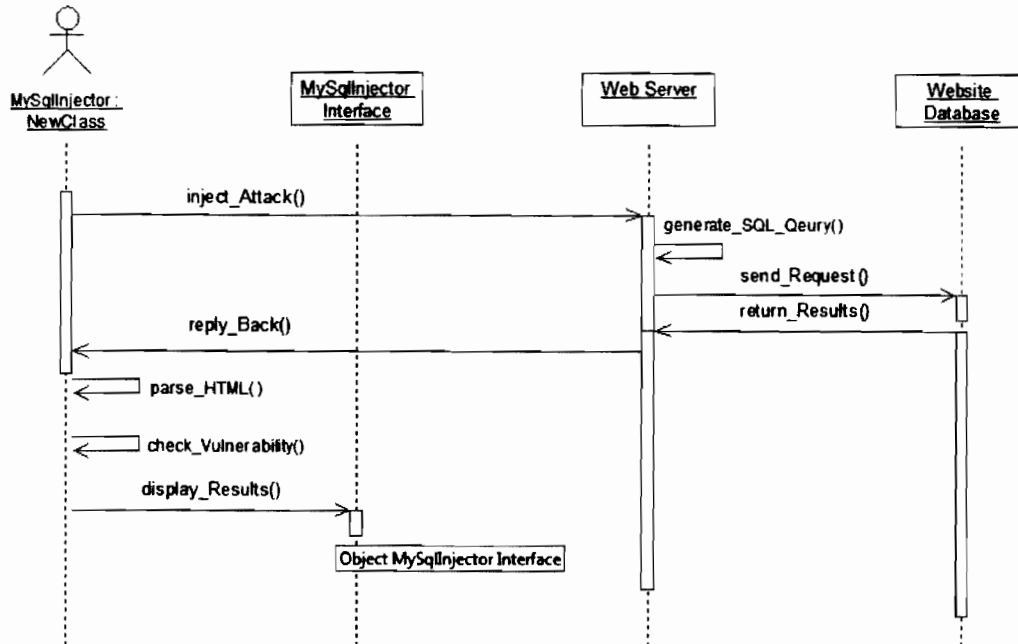 MySqlInjector :
NewClass
MySqlInjector
Interface
Web Server
Website
Database
inject_Attack()
generate_SQL_Qeury()
send_Request()
return_Results()
reply_Back()
parse_HTML()
check_Vulnerability()
display_Results()
Object MySqlInjector Interface